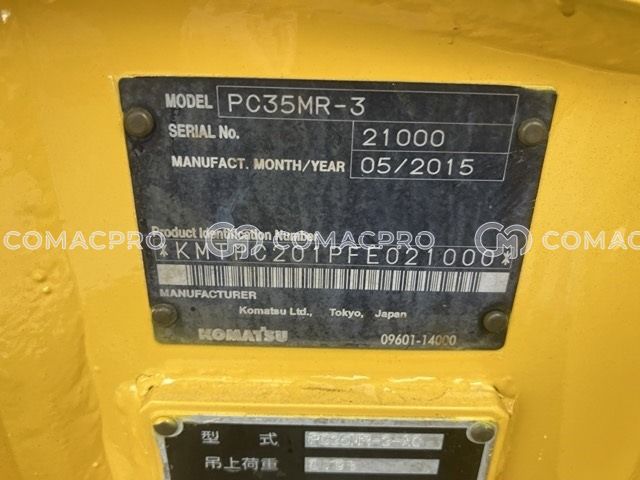 MODEL PC35MR-3
SERIAL No. 21000
MANUFACT. MONTH/YEAR 05/2015
Product Identification Number
COMACPRO COMACPRO COMACPRO
MANUFACTURER
Komatsu Ltd., Tokyo, Japan
KOMATSU 09601-14000
型 式
吊上荷重